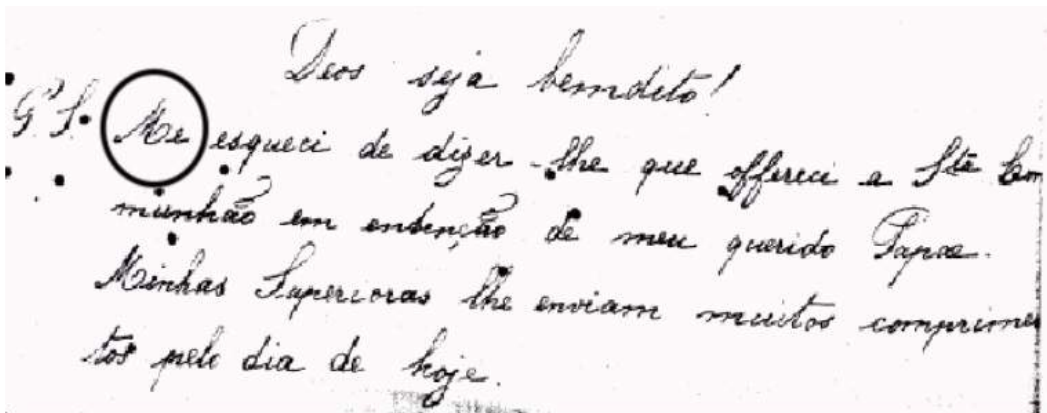 Deos seja bemdito!
P. S. Me esqueci de dizer-lhe que offereci a Sta Com
munhão em entenção de meu querido Papae.
Minhas Superioras lhe enviam muitos comprimen
tos pelo dia de hoje.